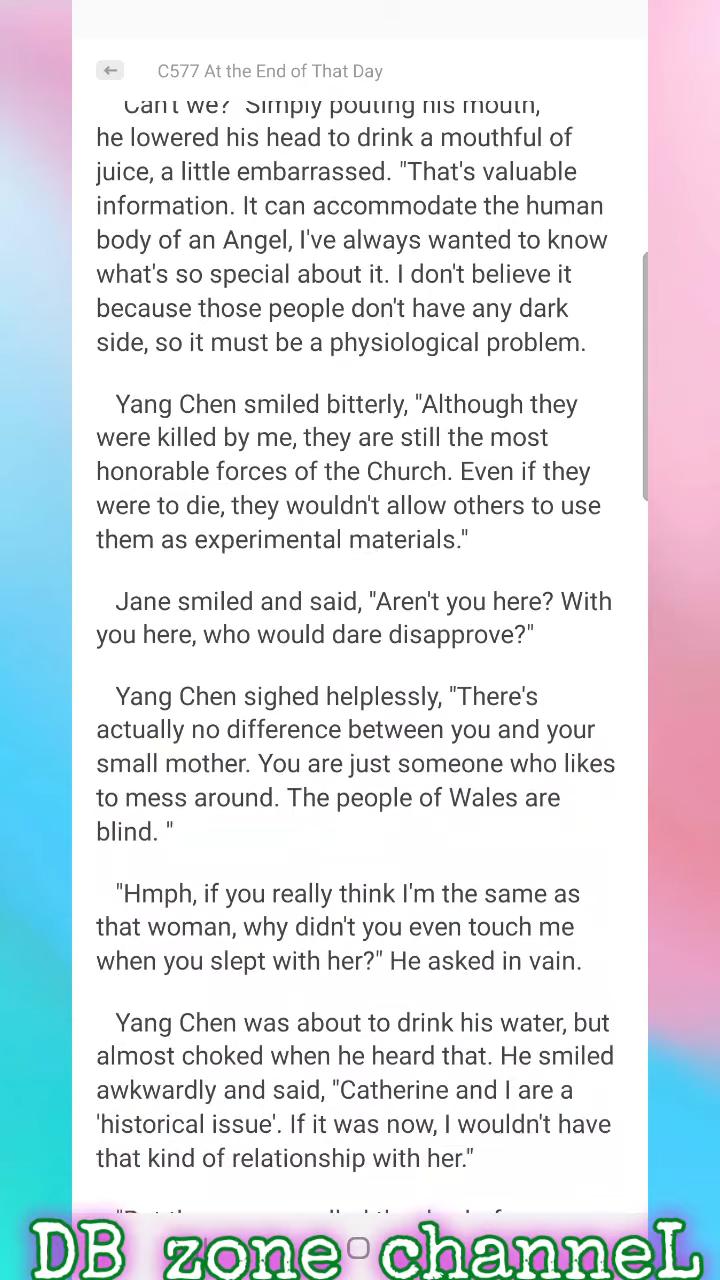 C577 At the End of That Day
"Can't we?" Simply pouting his mouth,
he lowered his head to drink a mouthful of
juice, a little embarrassed. "That's valuable
information. It can accommodate the human
body of an Angel, I've always wanted to know
what's so special about it. I don't believe it
because those people don't have any dark
side, so it must be a physiological problem.
Yang Chen smiled bitterly, "Although they
were killed by me, they are still the most
honorable forces of the Church. Even if they
were to die, they wouldn't allow others to use
them as experimental materials."
Jane smiled and said, "Aren't you here? With
you here, who would dare disapprove?"
Yang Chen sighed helplessly, "There's
actually no difference between you and your
small mother. You are just someone who likes
to mess around. The people of Wales are
blind. "
"Hmph, if you really think I'm the same as
that woman, why didn't you even touch me
when you slept with her?" He asked in vain.
Yang Chen was about to drink his water, but
almost choked when he heard that. He smiled
awkwardly and said, "Catherine and I are a
'historical issue'. If it was now, I wouldn't have
that kind of relationship with her."
DB zone channeL